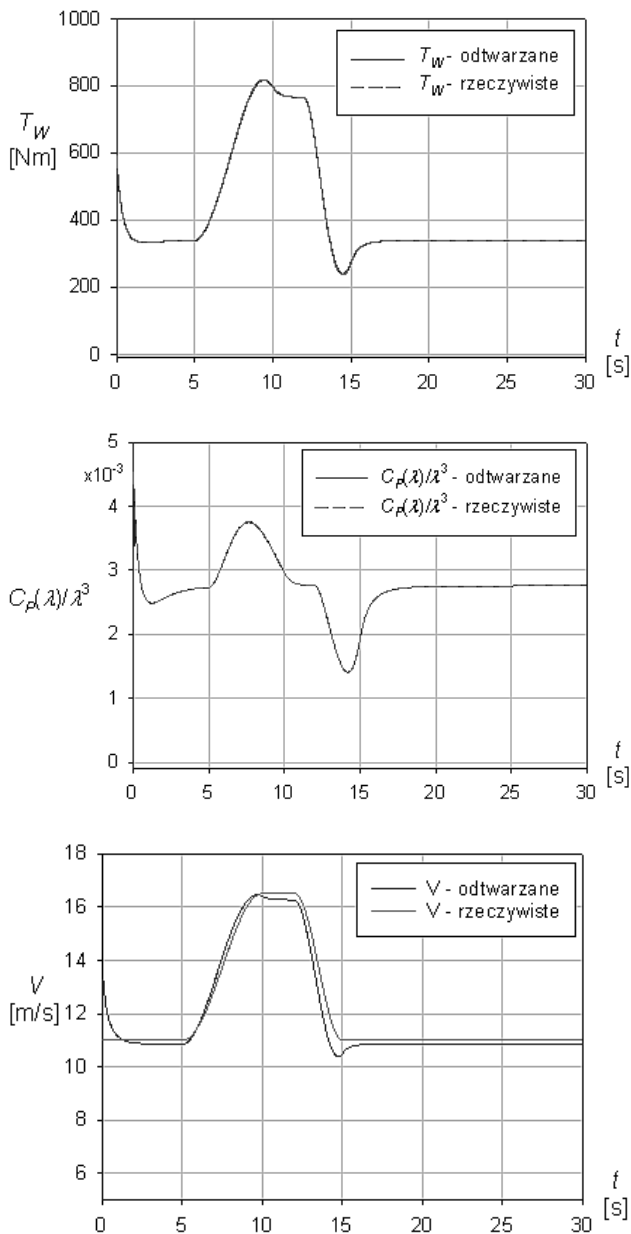 1000
800
600
400
200
0
T_W
[Nm]
T_W - odtwarzane
T_W - rzeczywiste
0 5 10 15 20 25 30
t
[s]
5
x10^-3
4
3
2
1
0
C_P(λ)/λ^3
C_P(λ)/λ^3 - odtwarzane
C_P(λ)/λ^3 - rzeczywiste
0 5 10 15 20 25 30
t
[s]
18
16
14
12
10
8
6
V
[m/s]
V - odtwarzane
V - rzeczywiste
0 5 10 15 20 25 30
t
[s]